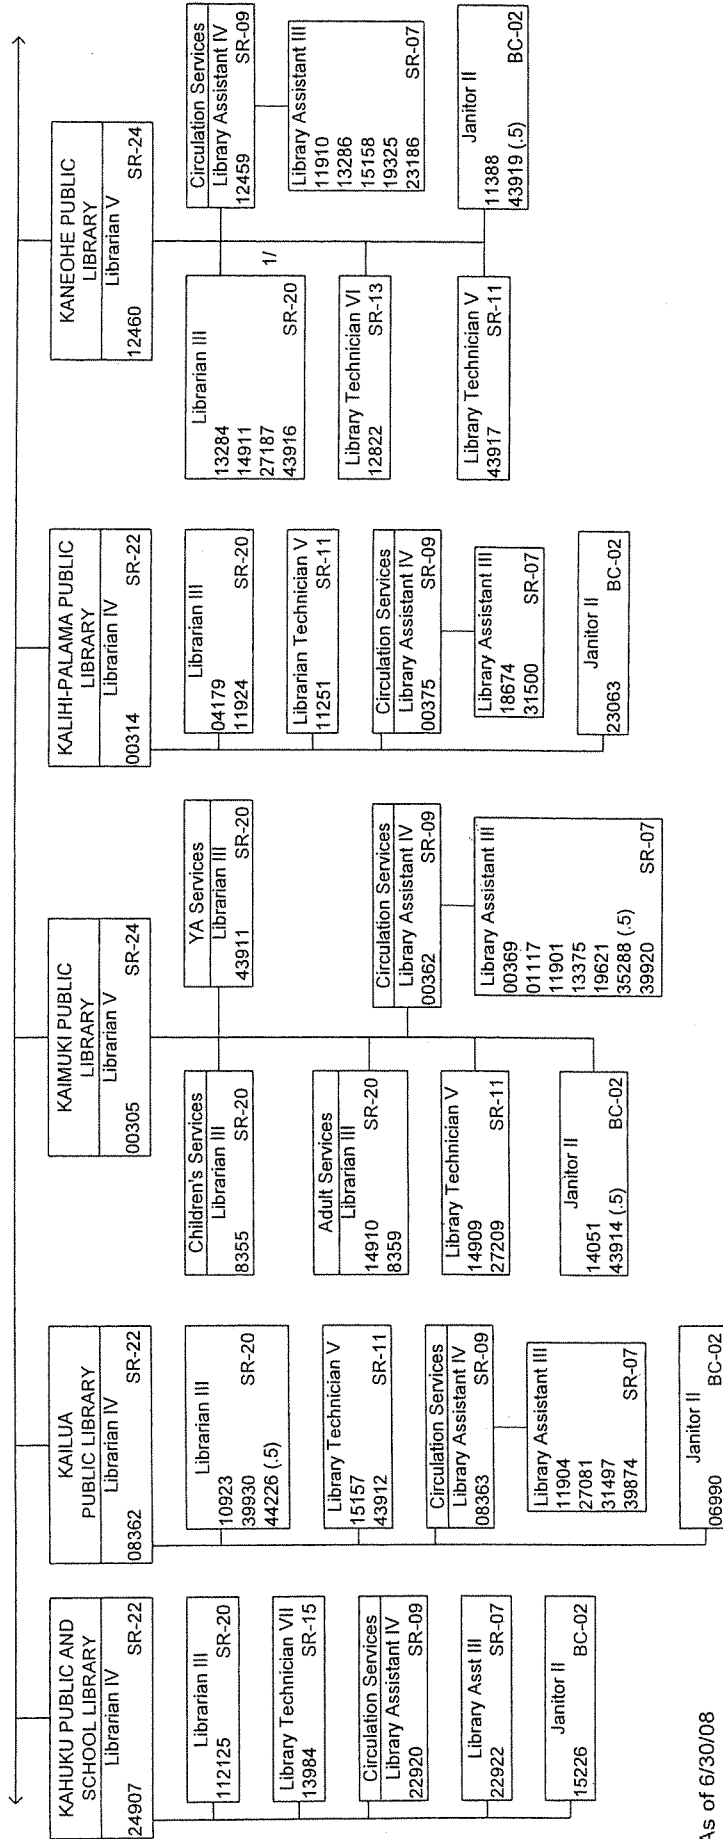 KAHUKU PUBLIC AND
SCHOOL LIBRARY
Librarian IV
24907 SR-22
Librarian III
112125 SR-20
Library Technician VII
13984 SR-15
Circulation Services
Library Assistant IV
22920 SR-09
Library Asst III
22922 SR-07
Janitor II
15226 BC-02
KAILUA
PUBLIC LIBRARY
Librarian IV
08362 SR-22
Librarian III
10923
39930 SR-20
44226 (.5)
Library Technician V
15157 SR-11
43912
Circulation Services
Library Assistant IV
08363 SR-09
Library Assistant III
11904
27081
31497
39874 SR-07
Janitor II
06990 BC-02
KAIMUKI PUBLIC
LIBRARY
Librarian V
00305 SR-24
Children's Services
Librarian III
8355 SR-20
YA Services
Librarian III
43911 SR-20
Adult Services
Librarian III
14910 SR-20
8359
Library Technician V
14909
27209 SR-11
Circulation Services
Library Assistant IV
00362 SR-09
Library Assistant III
00369
01117
11901
13375
19621
35288 (.5)
39920 SR-07
Janitor II
14051
43914 (.5) BC-02
KALIHI-PALAMA PUBLIC
LIBRARY
Librarian IV
00314 SR-22
Librarian III
04179
11924 SR-20
Librarian Technician V
11251 SR-11
Circulation Services
Library Assistant IV
00375 SR-09
Library Assistant III
18674
31500 SR-07
Janitor II
23063 BC-02
KANEOHE PUBLIC
LIBRARY
Librarian V
12460 SR-24
Librarian III
13284
14911
27187
43916 SR-20
Circulation Services
Library Assistant IV
12459 SR-09
1/
Library Assistant III
11910
13286
15158
19325
23186 SR-07
Library Technician VI
12822 SR-13
Library Technician V
43917 SR-11
Janitor II
11388
43919 (.5) BC-02
As of 6/30/08